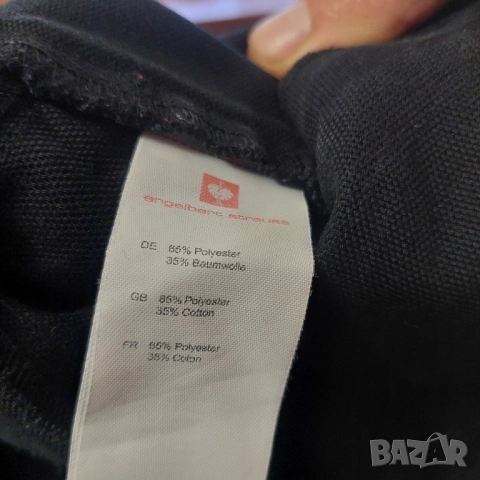 engelbert strauss
DE 65% Polyester
35% Baumwolle
GB 65% Polyester
35% Cotton
FR 65% Polyester
35% Coton
BAZAR